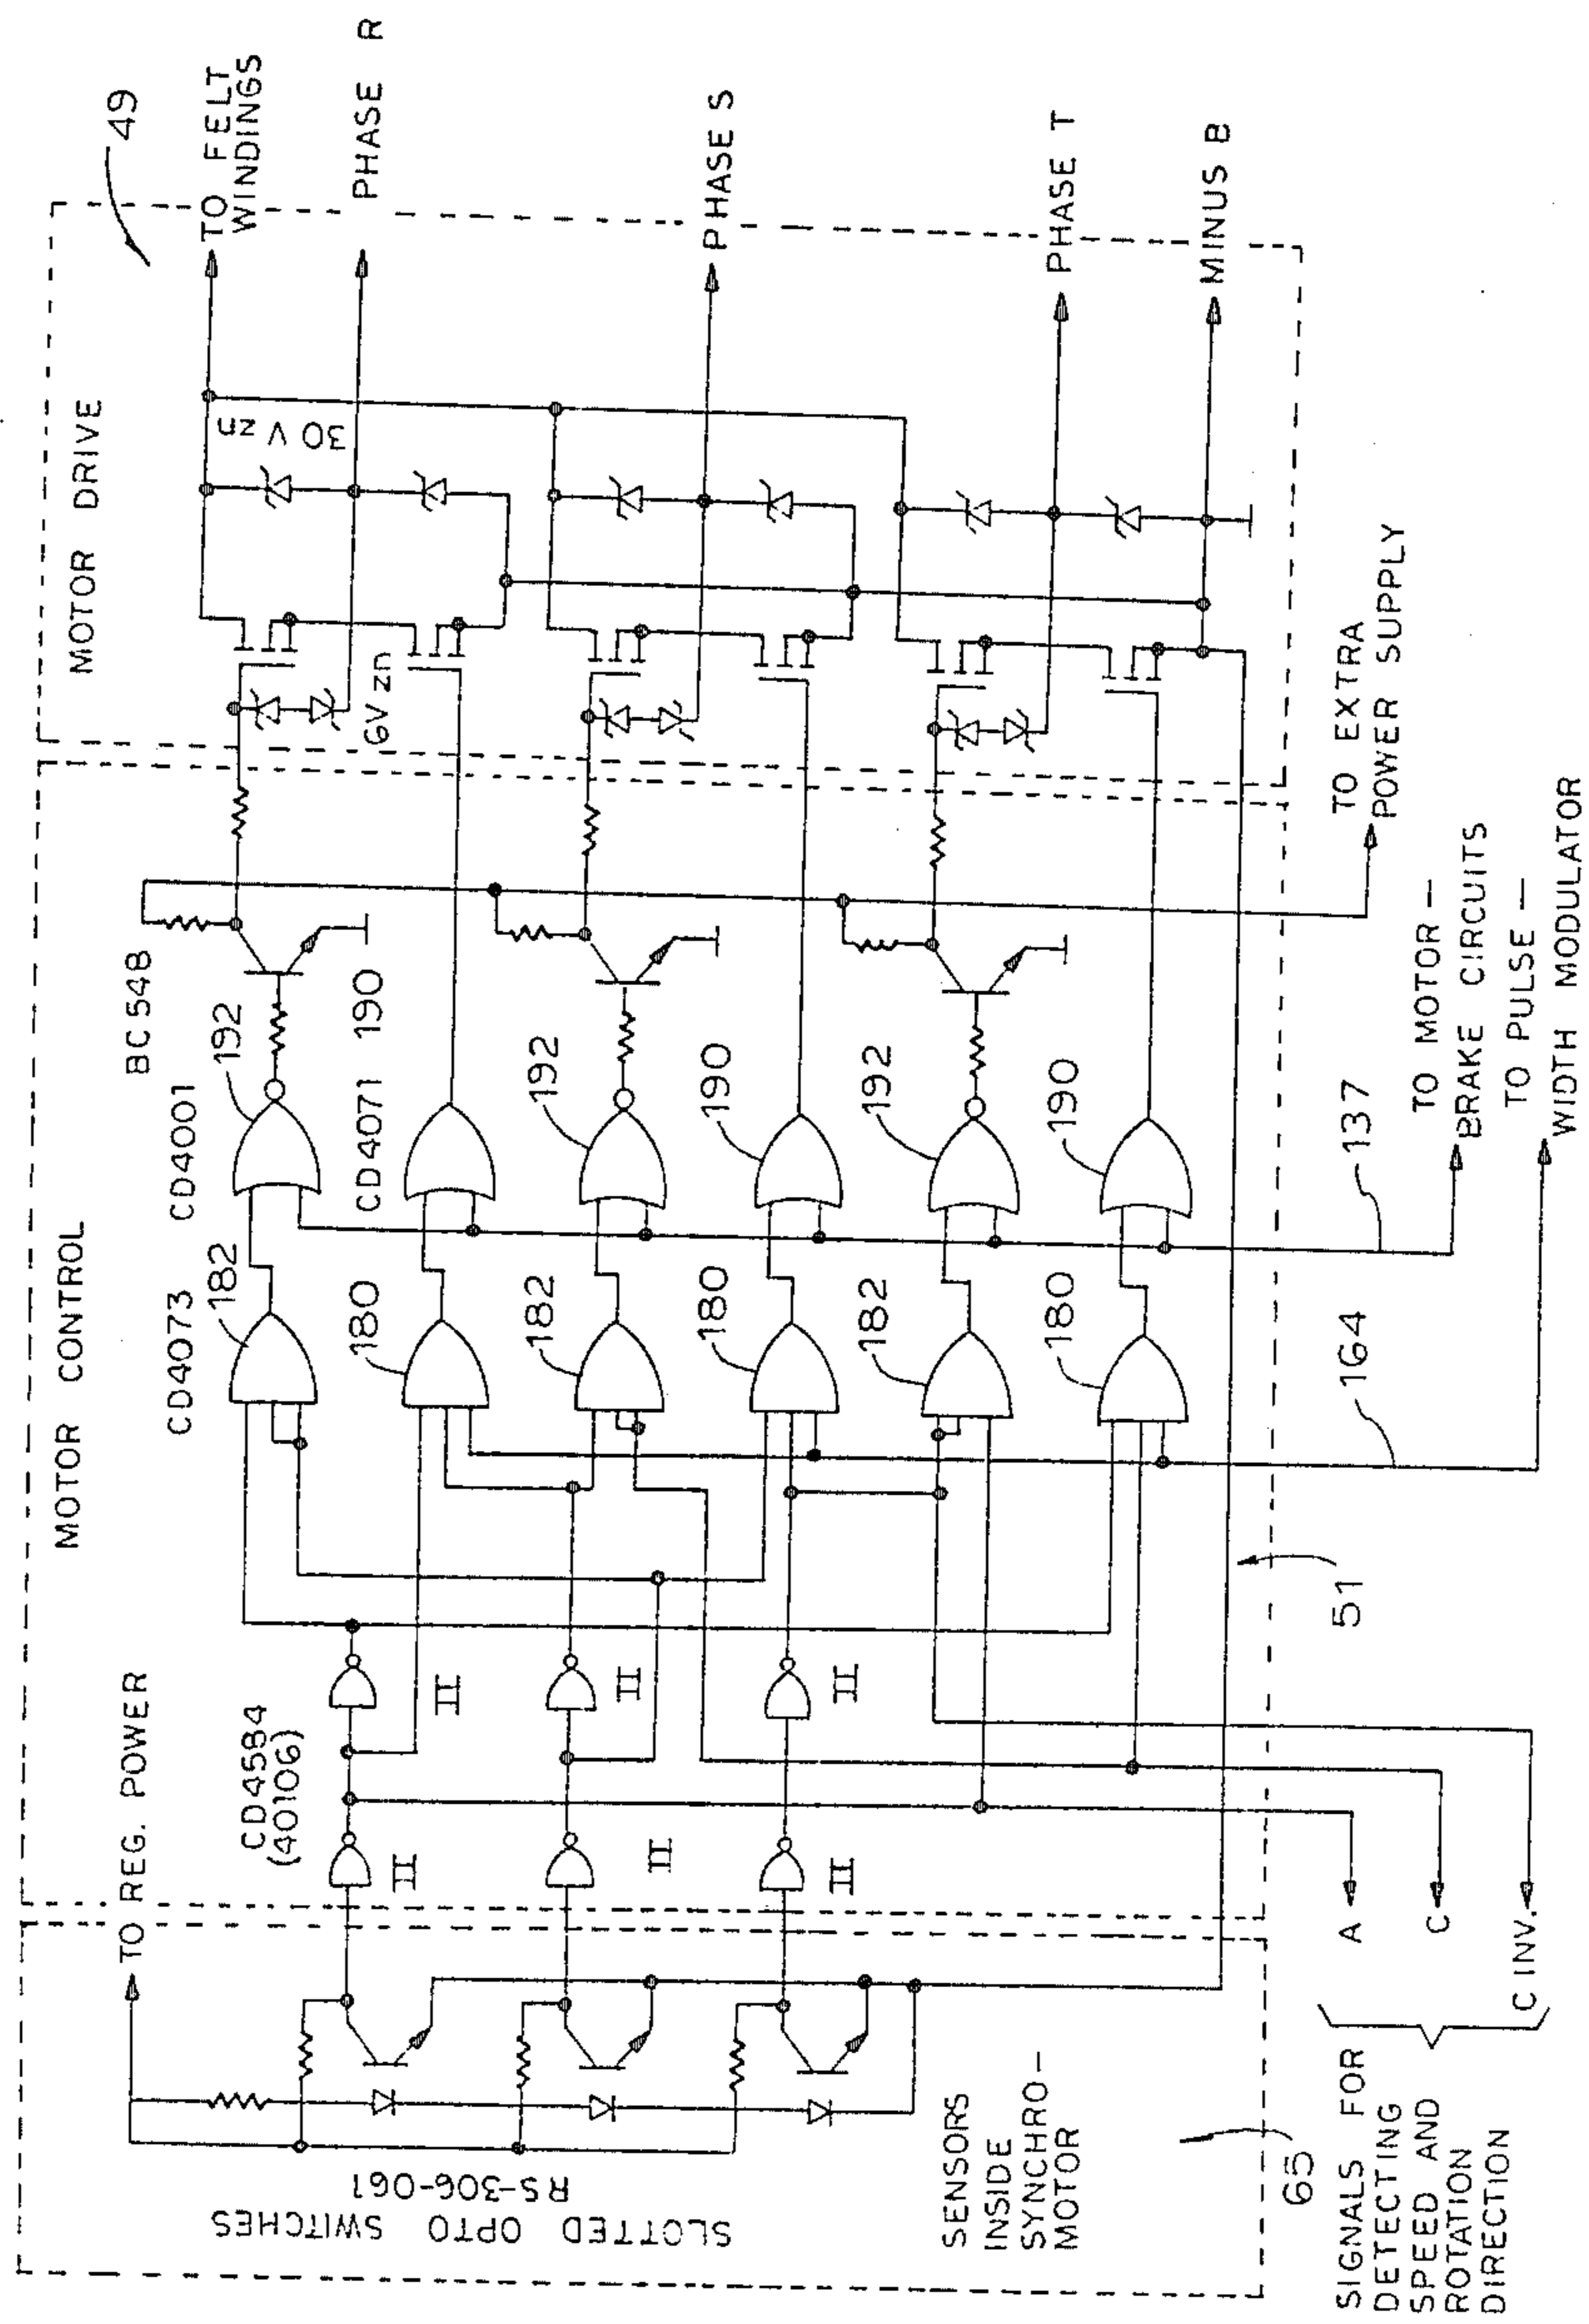 49
TO FELT
WINDINGS
PHASE R
PHASE S
PHASE T
MINUS B
MOTOR DRIVE
30 V zn
6V zn
TO EXTRA
POWER SUPPLY
TO MOTOR —
BRAKE CIRCUITS
TO PULSE —
WIDTH MODULATOR
MOTOR CONTROL
BC548
CD4001
192
CD4071
190
192
190
192
190
137
CD4073
182
180
182
180
182
180
164
51
TO REG. POWER
CD4584
(40106)
A
C
C INV.
SLOTTED OPTO SWITCHES
RS-306-061
SENSORS
INSIDE
SYNCHRO-
MOTOR
65
SIGNALS FOR
DETECTING
SPEED AND
ROTATION
DIRECTION